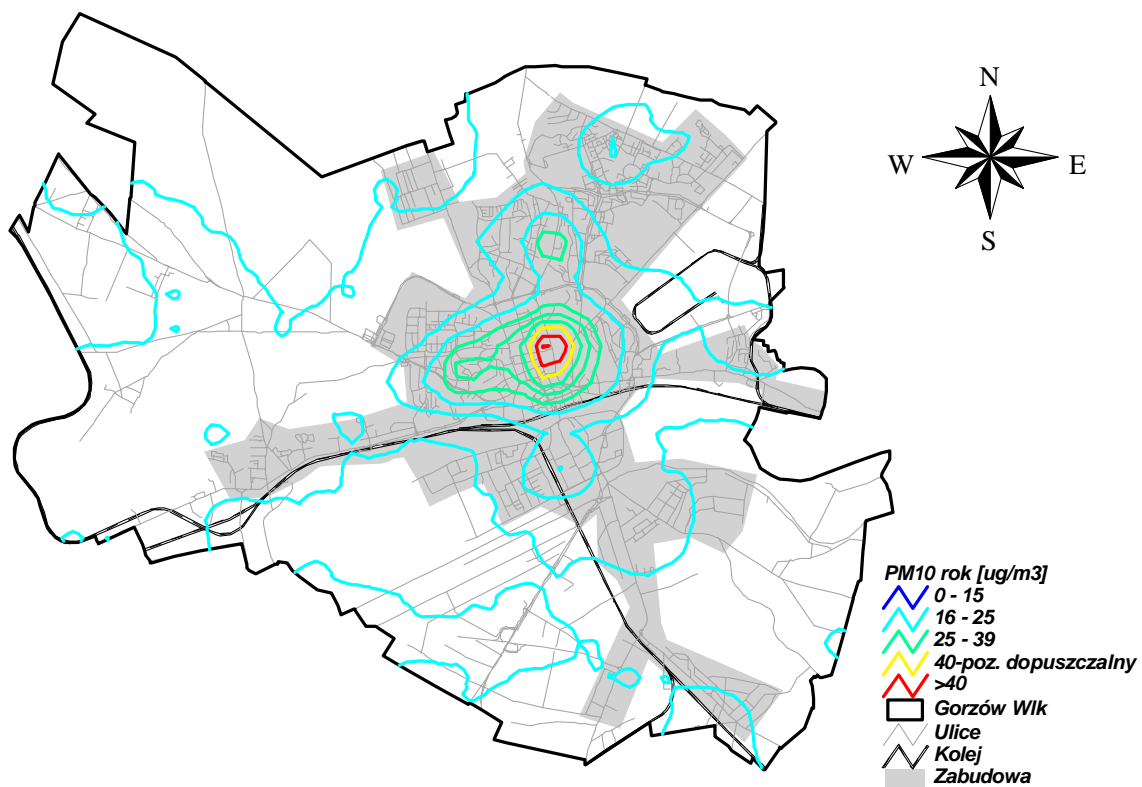 N
W
E
S
PM10 rok [ug/m3]
0 - 15
16 - 25
25 - 39
40-poz. dopuszczalny
>40
Gorzów Wlk
Ulice
Kolej
Zabudowa